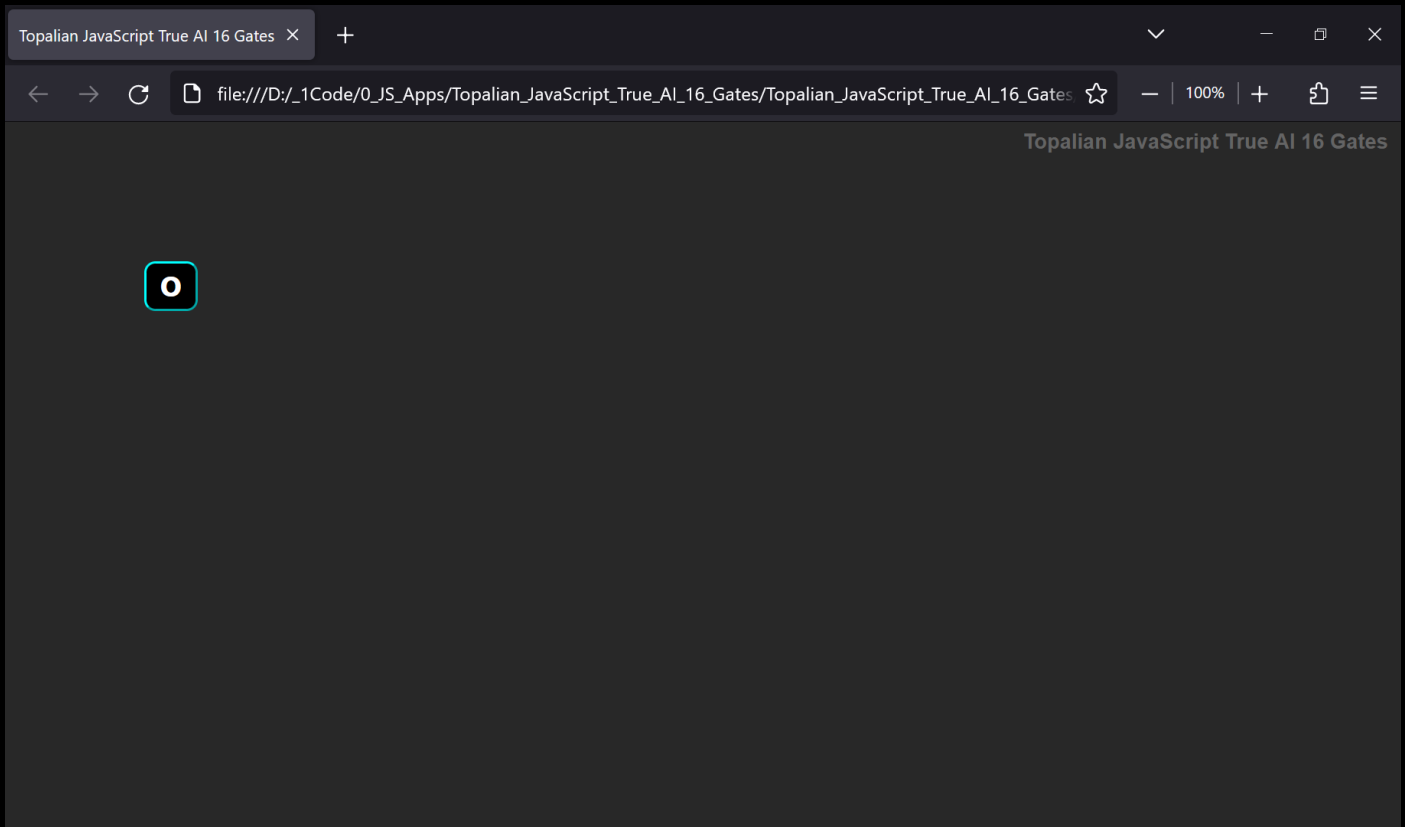 Topalian JavaScript True AI 16 Gates
file:///D:/_1Code/0_JS_Apps/Topalian_JavaScript_True_AI_16_Gates/Topalian_JavaScript_True_AI_16_Gates
100%
Topalian JavaScript True AI 16 Gates
O